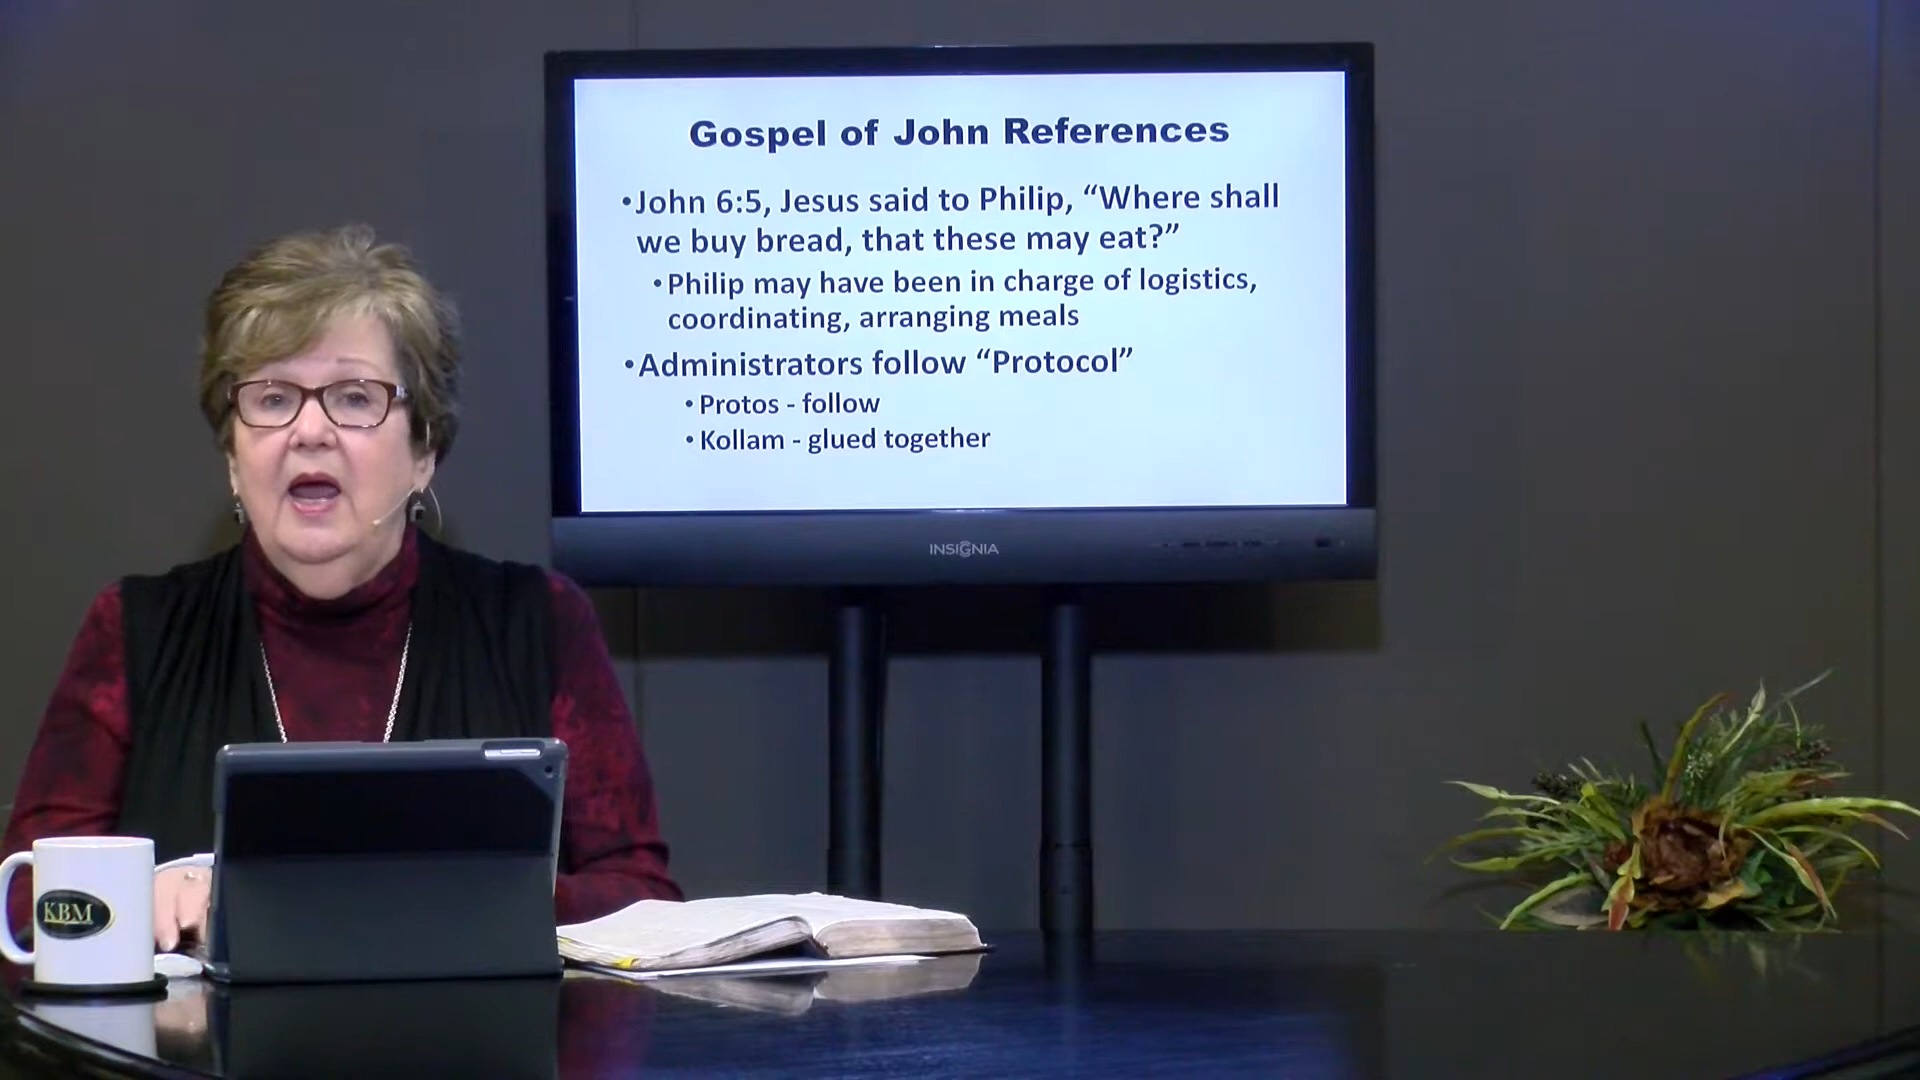 Gospel of John References
•John 6:5, Jesus said to Philip, “Where shall
we buy bread, that these may eat?”
•Philip may have been in charge of logistics,
coordinating, arranging meals
•Administrators follow “Protocol”
•Protos - follow
•Kollam - glued together
INSIGNIA
KBM